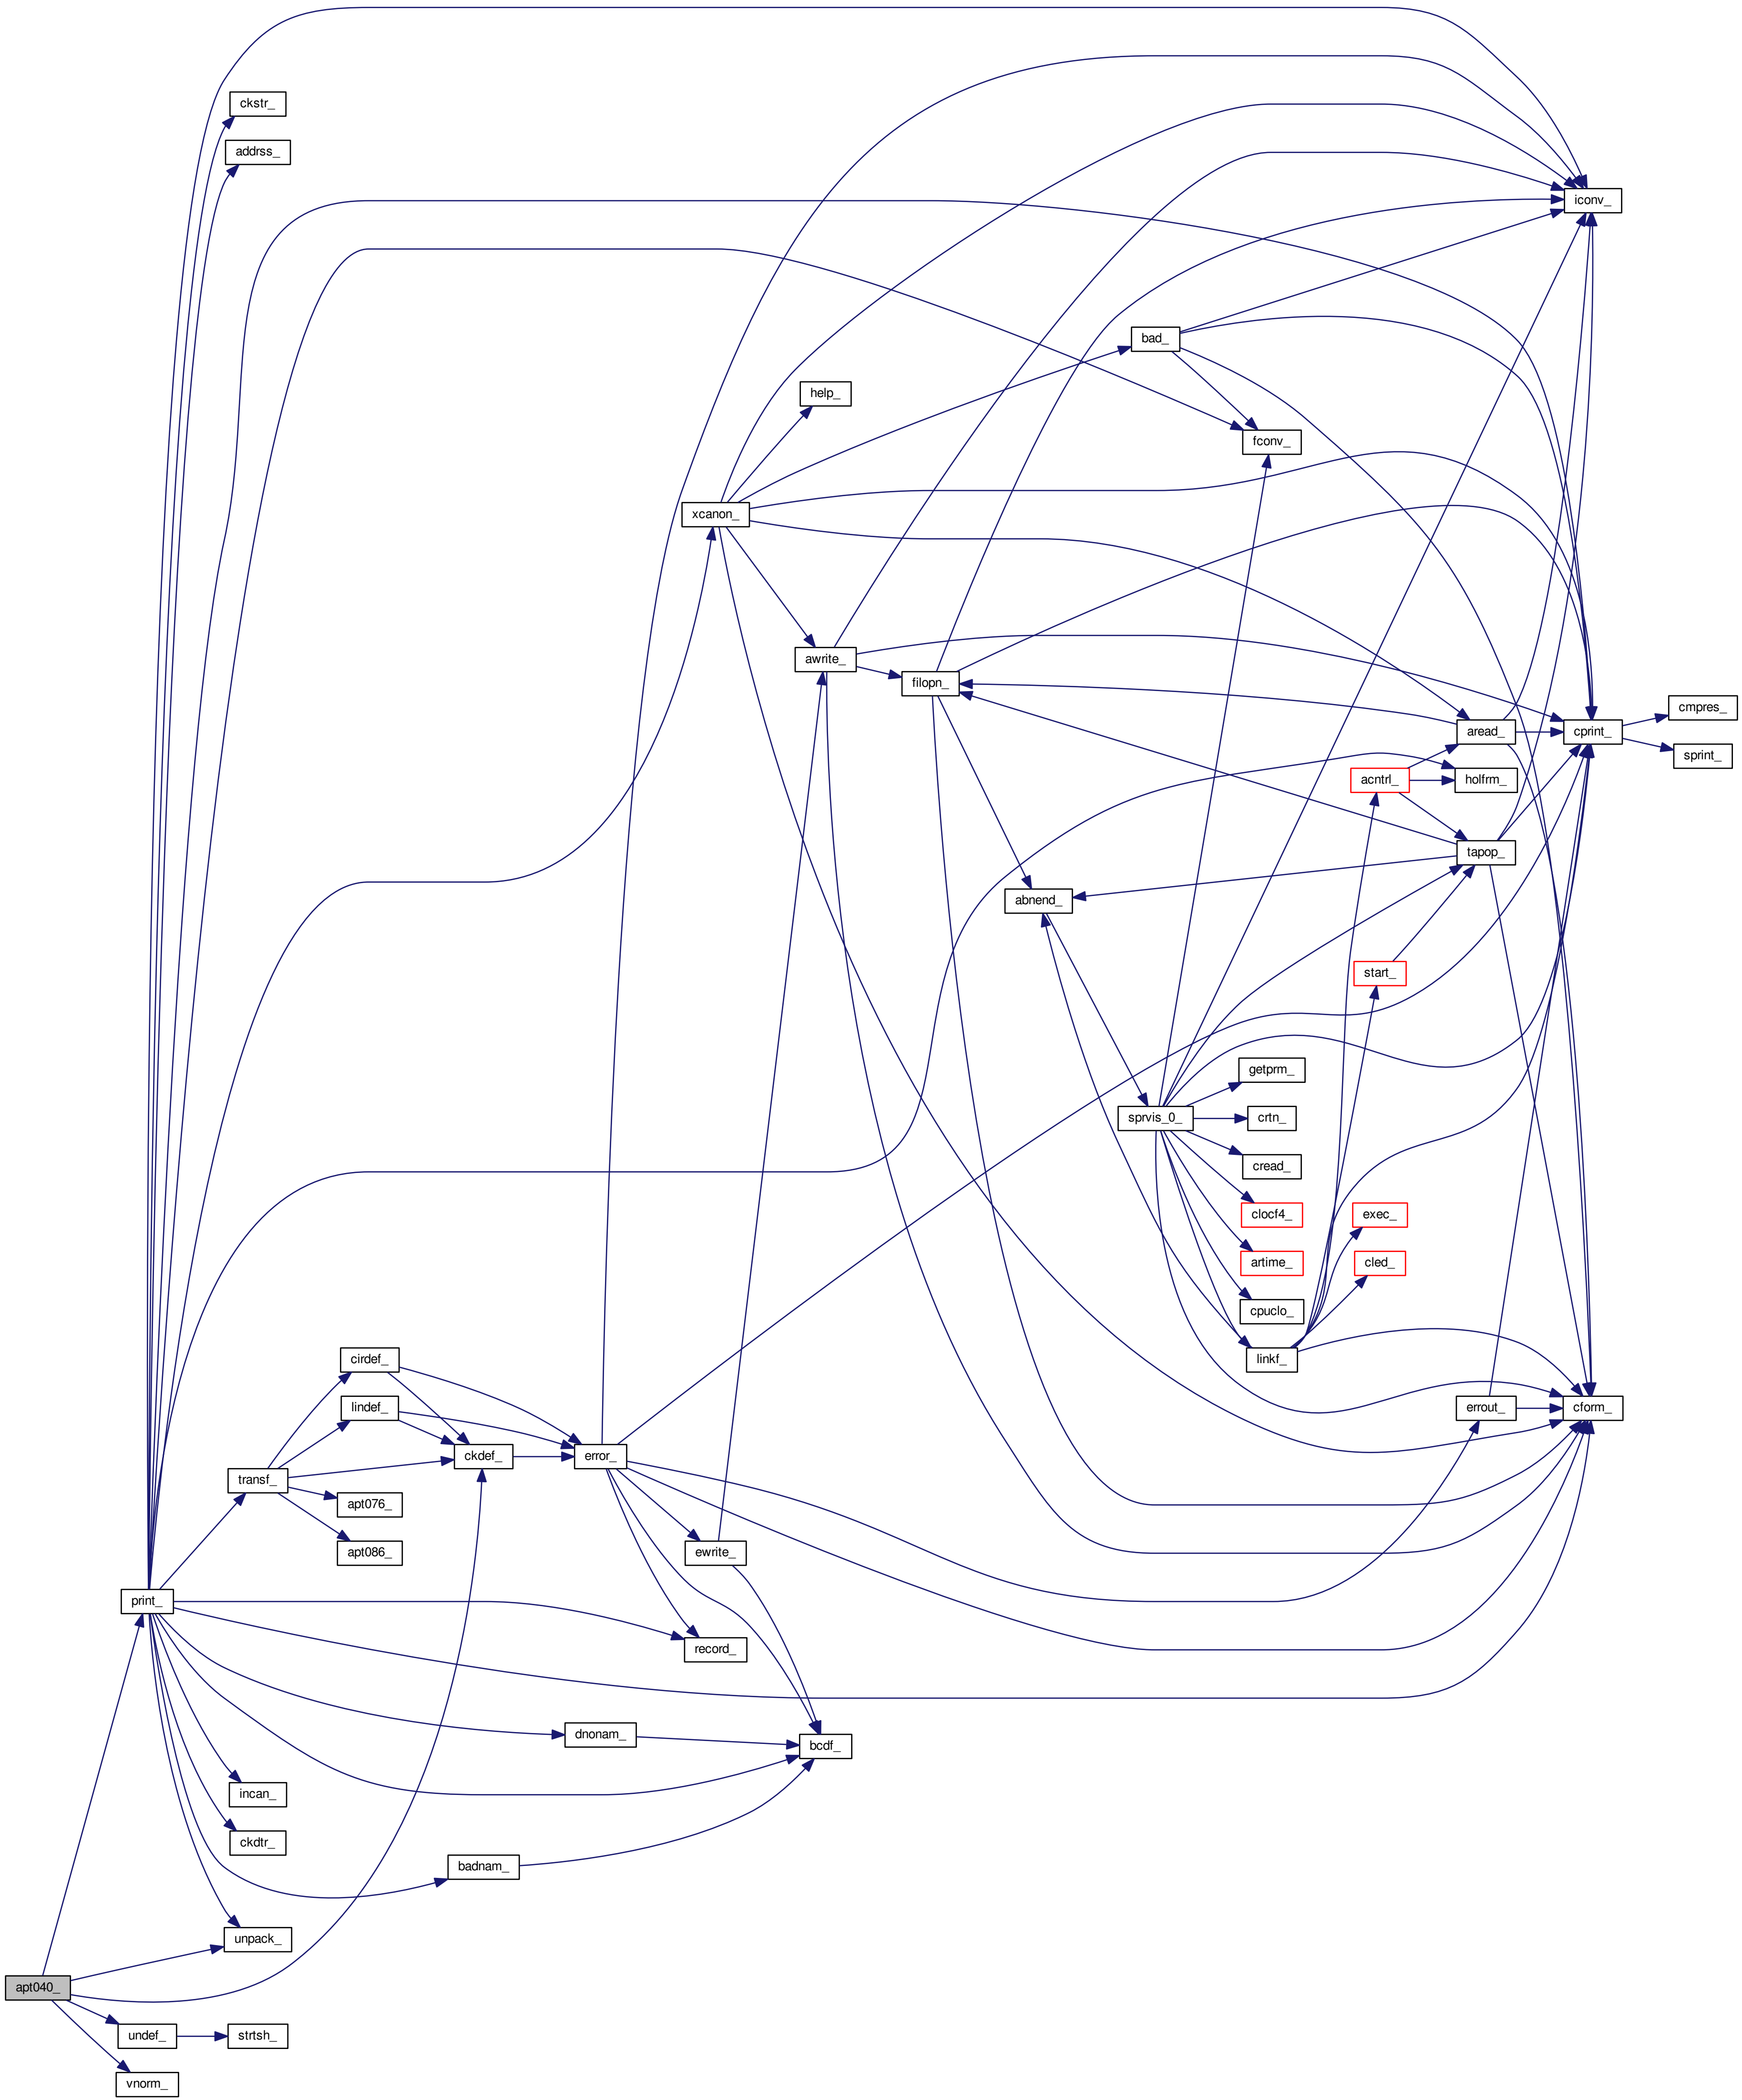 ckstr_
addrss_
iconv_
bad_
help_
fconv_
xcanon_
awrite_
filopn_
cmpres_
aread_
cprint_
sprint_
acntrl_
holfrm_
tapop_
abnend_
start_
getprm_
sprvis_0_
crtn_
cread_
clocf4_
exec_
artime_
cled_
cpuclo_
cirdef_
linkf_
lindef_
errout_
cform_
ckdef_
error_
transf_
apt076_
apt086_
ewrite_
print_
record_
dnonam_
bcdf_
incan_
ckdtr_
badnam_
unpack_
apt040_
undef_
strtsh_
vnorm_